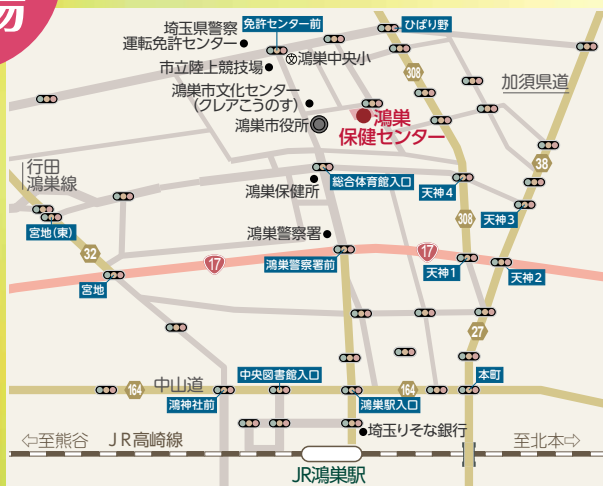 場
埼玉県警察
運転免許センター
免許センター前
ひばり野
鴻巣中央小
市立陸上競技場
308
加須県道
鴻巣市文化センター
(クレアこうのす)
鴻巣
保健センター
鴻巣市役所
38
行田
鴻巣線
総合体育館入口
鴻巣保健所
天神4
308
天神3
宮地(東)
鴻巣警察署
32
17
鴻巣警察署前
17
天神1
天神2
宮地
27
中央図書館入口
本町
164
中山道
164
鴻神社前
鴻巣駅入口
埼玉りそな銀行
⇦至熊谷
JR高崎線
至北本⇨
JR鴻巣駅